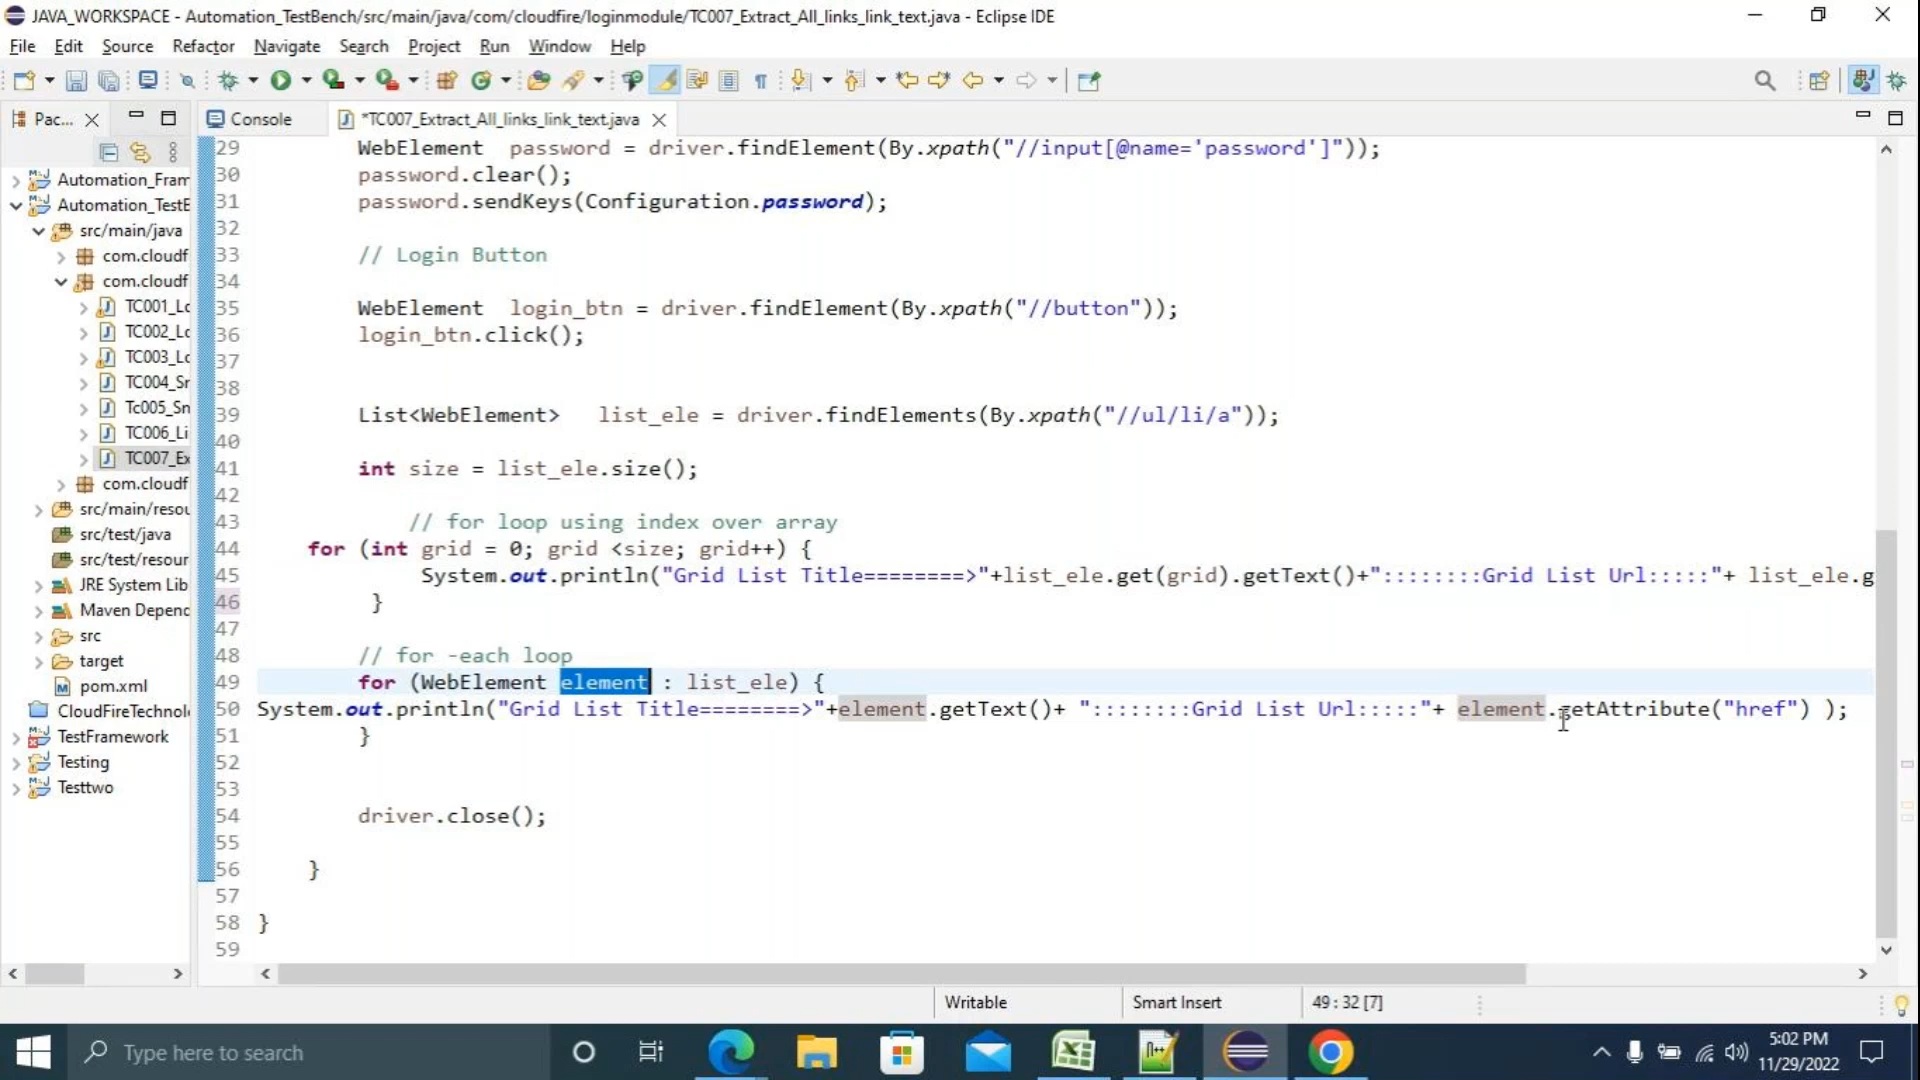 JAVA_WORKSPACE - Automation_TestBench/src/main/java/com/cloudfire/loginmodule/TC007_Extract_All_links_link_text.java - Eclipse IDE
File Edit Source Refactor Navigate Search Project Run Window Help
Pac... Console *TC007_Extract_All_links_link_text.java
Automation_Fram
Automation_TestB
src/main/java
com.cloudf
com.cloudf
TC001_Lo
TC002_Lo
TC003_Lo
TC004_Sn
Tc005_Sn
TC006_Li
TC007_Ex
com.cloudf
src/main/resou
src/test/java
src/test/resour
JRE System Lib
Maven Depend
src
target
pom.xml
CloudFireTechnol
TestFramework
Testing
Testtwo
29 WebElement password = driver.findElement(By.xpath("//input[@name='password']"));
30 password.clear();
31 password.sendKeys(Configuration.password);
32
33 // Login Button
34
35 WebElement login_btn = driver.findElement(By.xpath("//button"));
36 login_btn.click();
37
38
39 List<WebElement> list_ele = driver.findElements(By.xpath("//ul/li/a"));
40
41 int size = list_ele.size();
42
43 // for loop using index over array
44 for (int grid = 0; grid <size; grid++) {
45 System.out.println("Grid List Title========>"+list_ele.get(grid).getText()+"::::::::Grid List Url:::::"+ list_ele.g
46 }
47
48 // for -each loop
49 for (WebElement element : list_ele) {
50 System.out.println("Grid List Title========>"+element.getText()+ "::::::::Grid List Url:::::"+ element.getAttribute("href") );
51 }
52
53
54 driver.close();
55
56 }
57
58 }
59
Writable Smart Insert 49 : 32 [7]
Type here to search
5:02 PM
11/29/2022